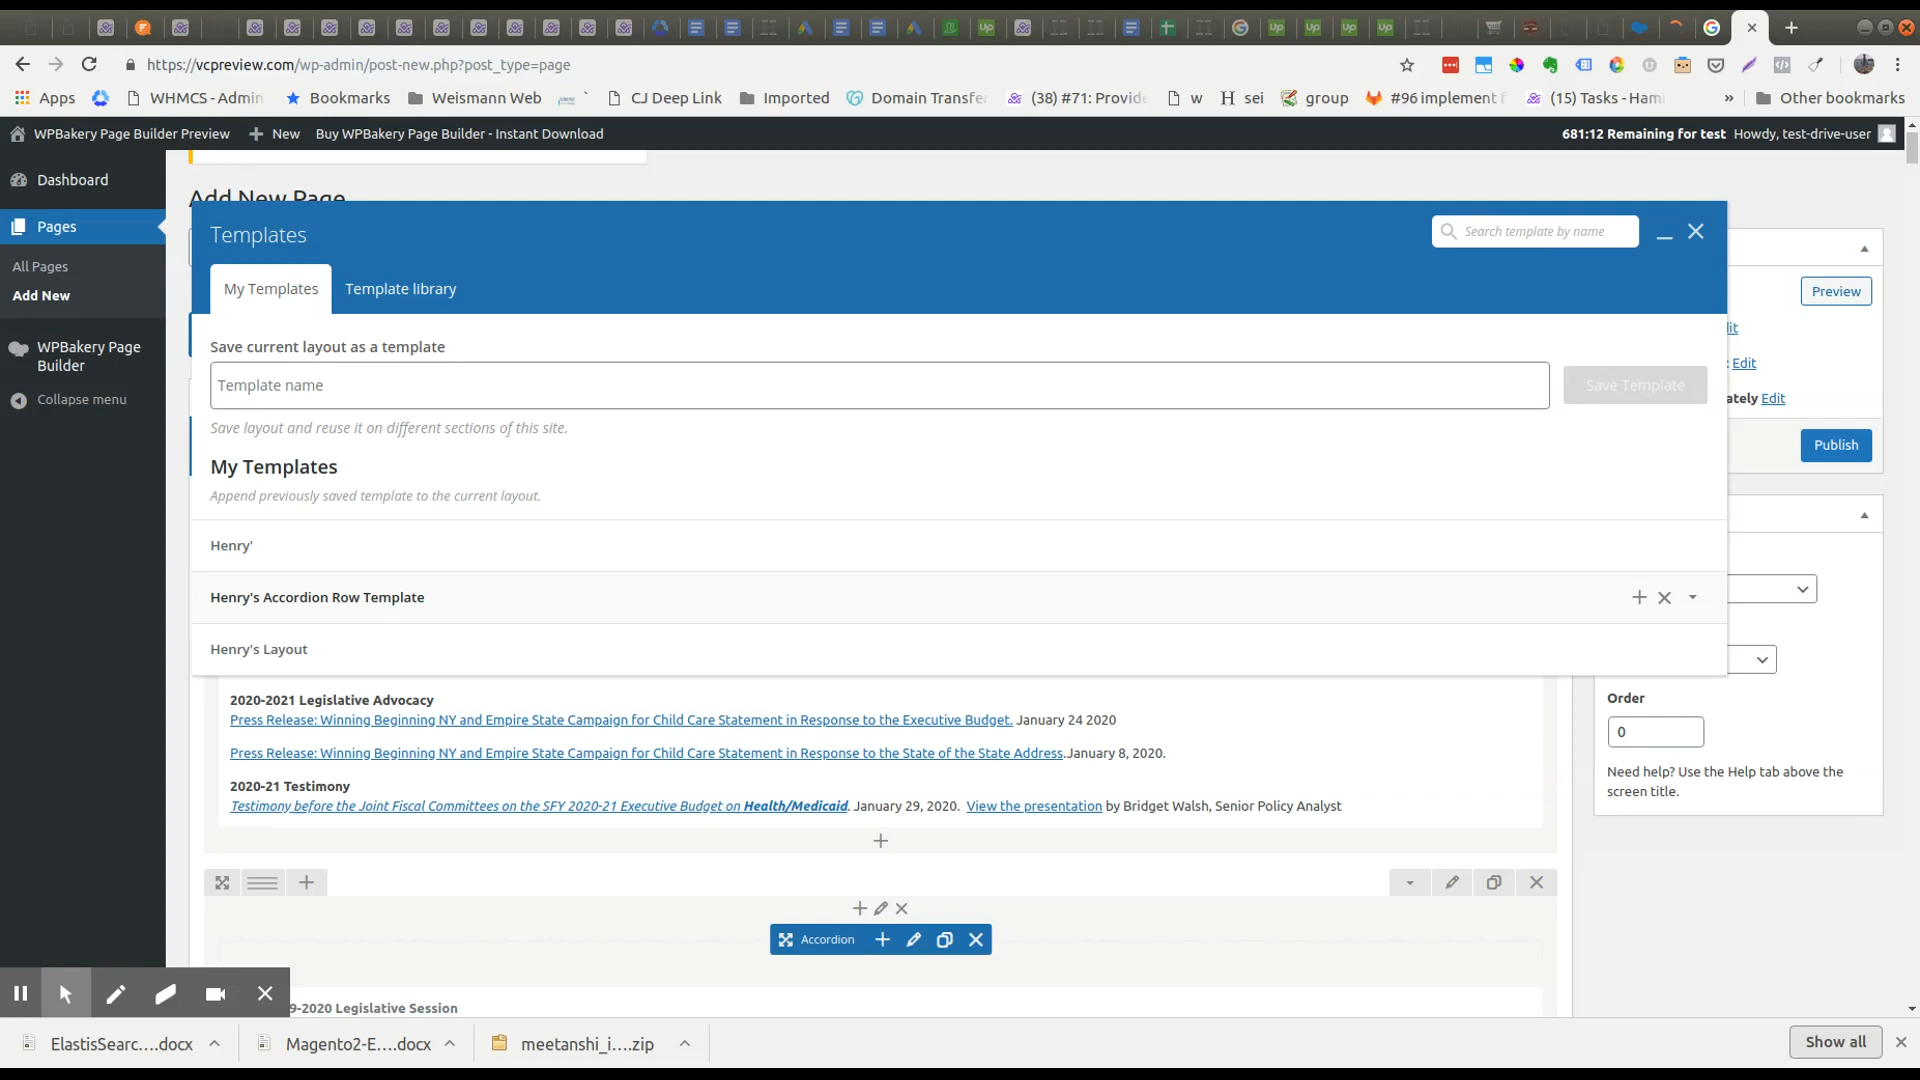 https://vcpreview.com/wp-admin/post-new.php?post_type=page
Apps
WHMCS - Admin
Bookmarks
Weismann Web
CJ Deep Link
Imported
Domain Transfe
(38) #71: Provid
w
sei
group
#96 implement f
(15) Tasks - Ham
»
Other bookmarks
WPBakery Page Builder Preview
New
Buy WPBakery Page Builder - Instant Download
681:12 Remaining for test
Howdy, test-drive-user
Dashboard
Pages
All Pages
Add New
WPBakery Page
Builder
Collapse menu
Add New Page
Templates
Search template by name
My Templates
Template library
Save current layout as a template
Template name
Save Template
Save layout and reuse it on different sections of this site.
My Templates
Append previously saved template to the current layout.
Henry'
Henry's Accordion Row Template
Henry's Layout
Preview
Edit
ately Edit
Publish
Order
0
Need help? Use the Help tab above the
screen title.
2020-2021 Legislative Advocacy
Press Release: Winning Beginning NY and Empire State Campaign for Child Care Statement in Response to the Executive Budget. January 24 2020
Press Release: Winning Beginning NY and Empire State Campaign for Child Care Statement in Response to the State of the State Address.January 8, 2020.
2020-21 Testimony
Testimony before the Joint Fiscal Committees on the SFY 2020-21 Executive Budget on Health/Medicaid. January 29, 2020. View the presentation by Bridget Walsh, Senior Policy Analyst
Accordion
9-2020 Legislative Session
ElastisSearc....docx
Magento2-E....docx
meetanshi_i....zip
Show all